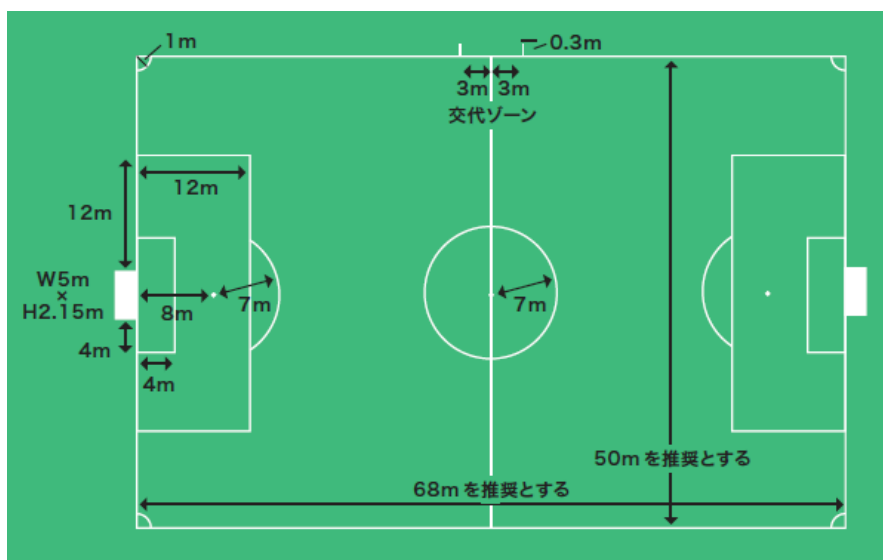 1m
0.3m
3m
3m
交代ゾーン
12m
12m
W5m
×
H2.15m
8m
7m
7m
4m
4m
50mを推奨とする
68mを推奨とする